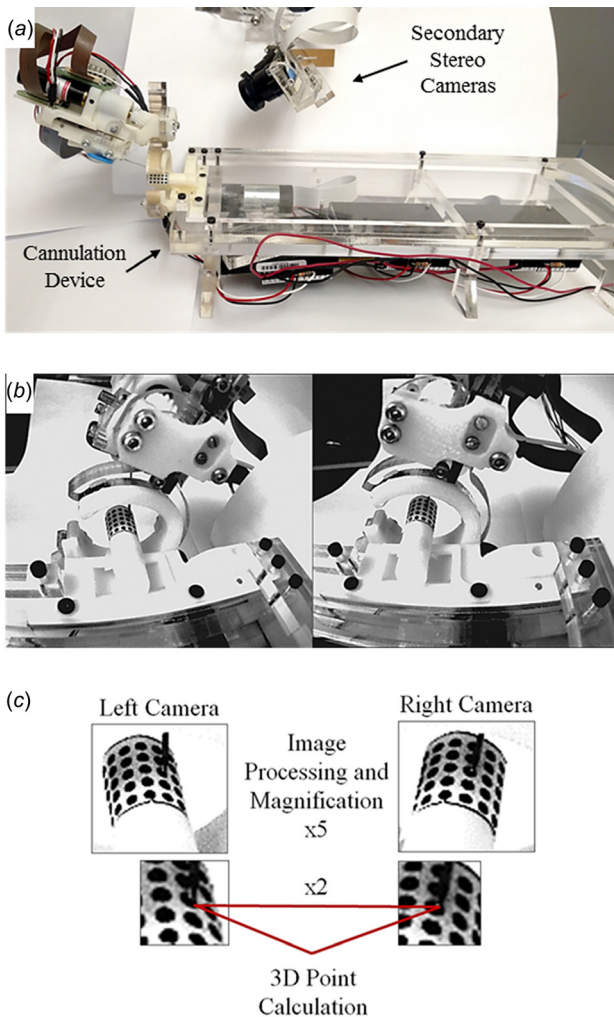 (a)
Secondary
Stereo
Cameras
Cannulation
Device
(b)
(c)
Left Camera
Right Camera
Image
Processing and
Magnification
x5
x2
3D Point
Calculation